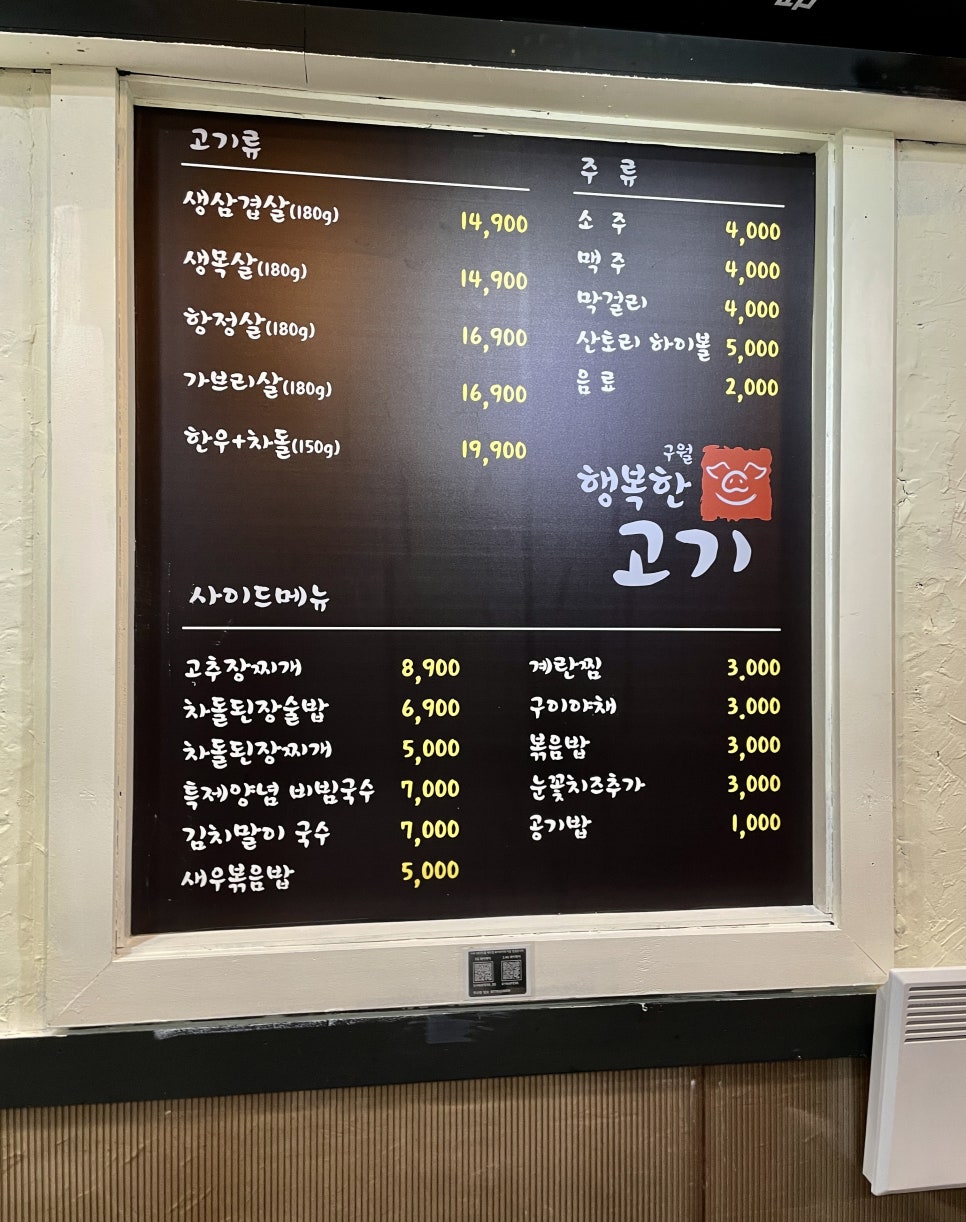 고기류
생삼겹살(180g) 14,900
생목살(180g) 14,900
항정살(180g) 16,900
가브리살(180g) 16,900
한우+차돌(150g) 19,900
주 류
소 주 4,000
맥 주 4,000
막걸리 4,000
산토리 하이볼 5,000
음 료 2,000
구월
행복한
고기
사이드메뉴
고추장찌개 8,900
차돌된장술밥 6,900
차돌된장찌개 5,000
특제양념 비빔국수 7,000
김치말이 국수 7,000
새우볶음밥 5,000
계란찜 3,000
구이야채 3,000
볶음밥 3,000
눈꽃치즈추가 3,000
공기밥 1,000